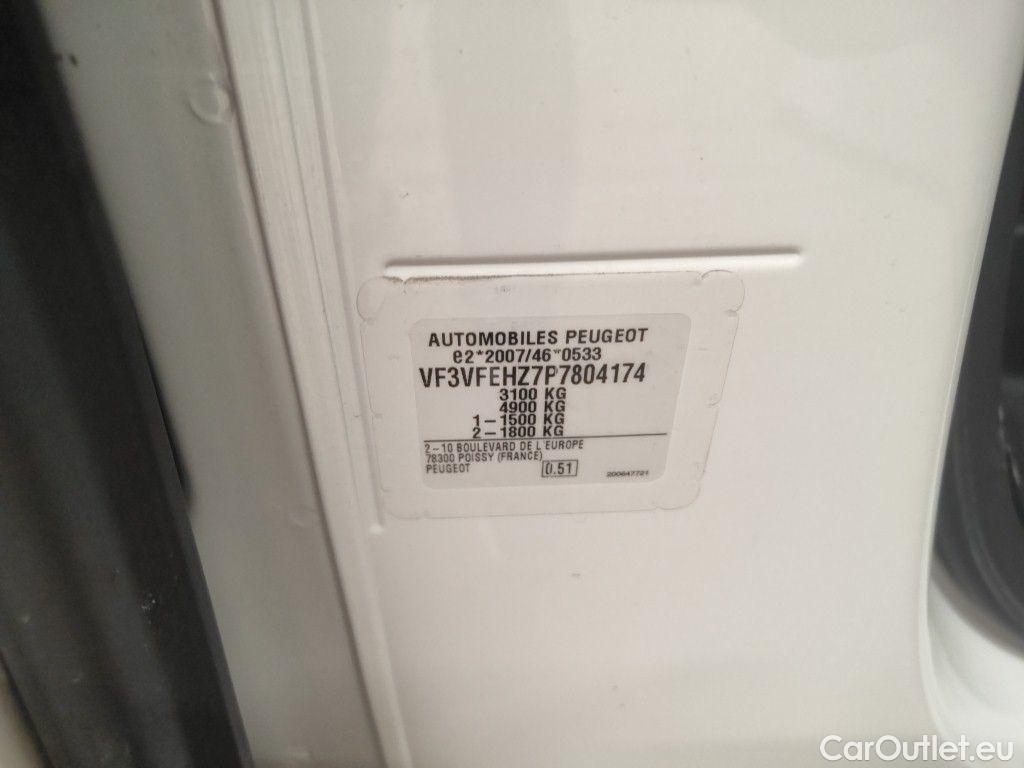 AUTOMOBILES PEUGEOT
e2*2007/46*0533
VF3VFEHZ7P7804174
3100 KG
4900 KG
1-1500 KG
2-1800 KG
2-10 BOULEVARD DE L'EUROPE
78300 POISSY (FRANCE)
PEUGEOT 0.51 200647721
CarOutlet.eu